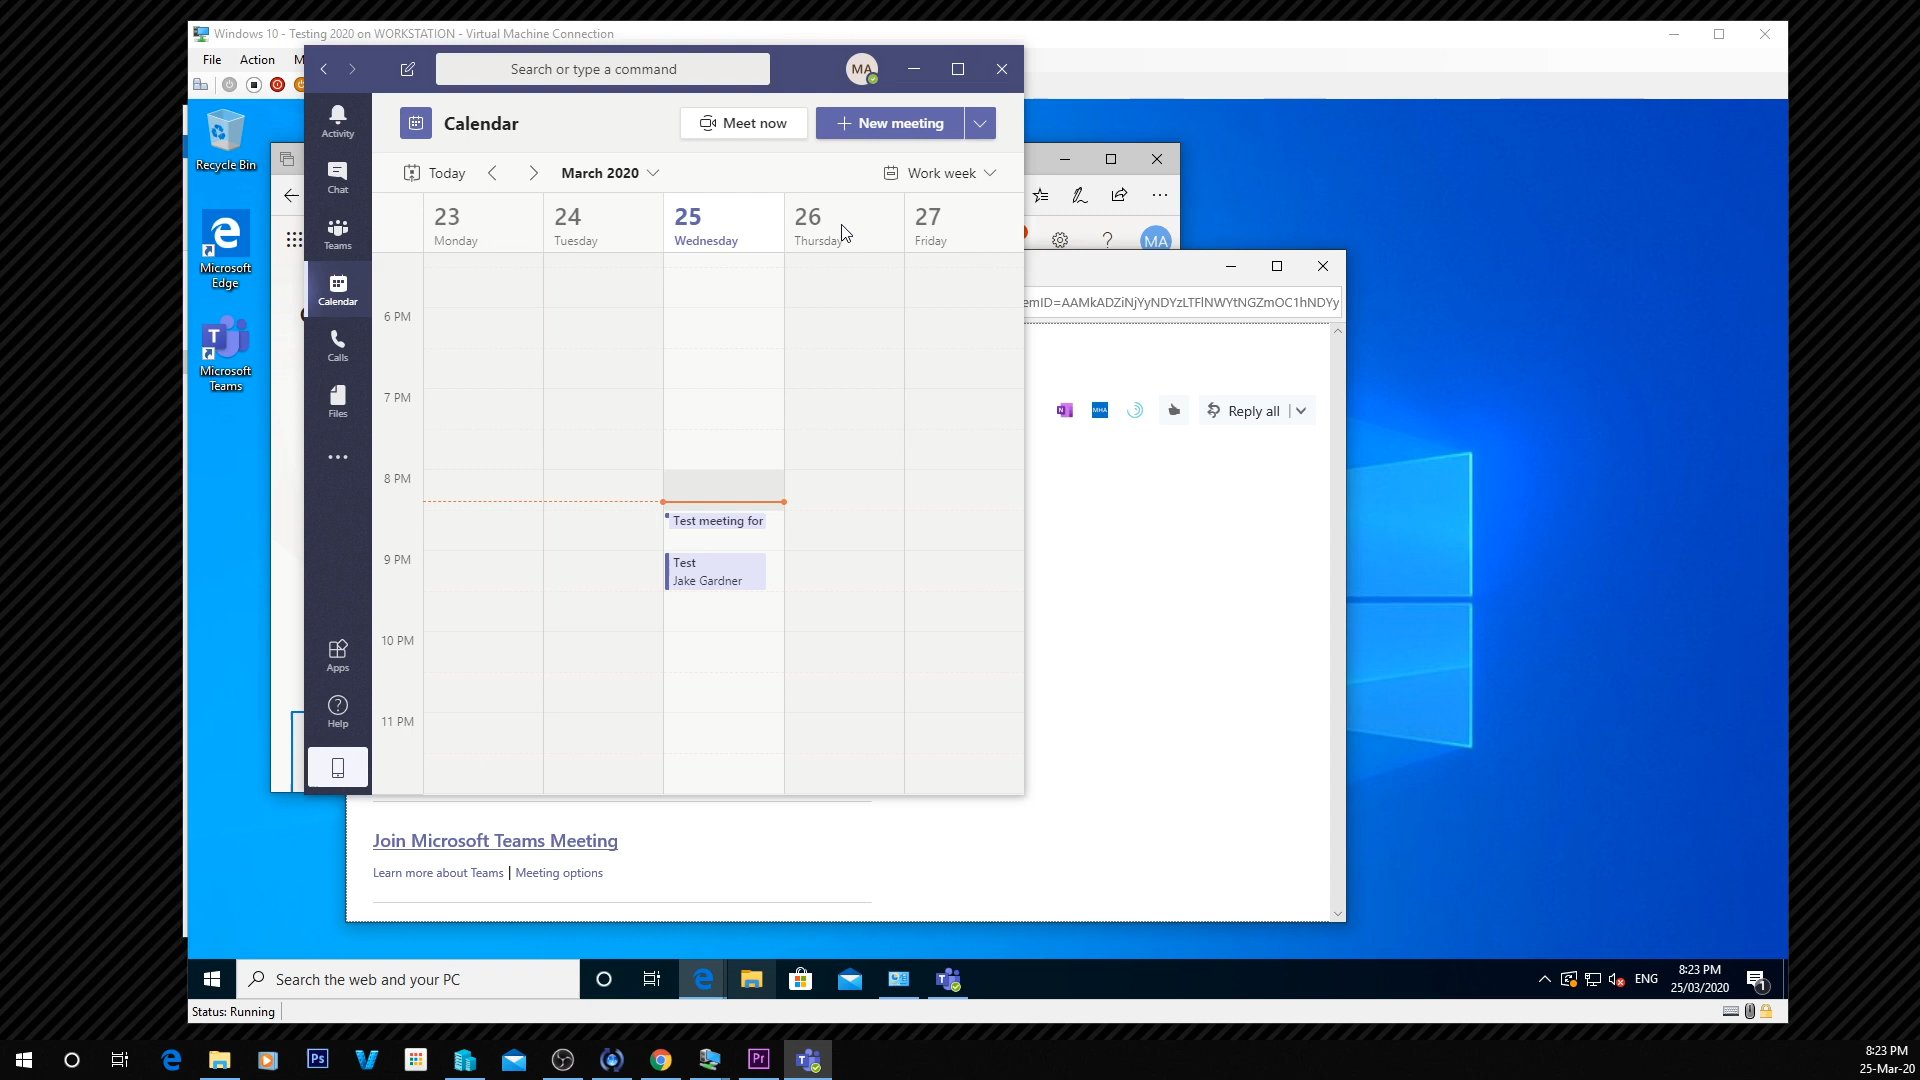 Windows 10 - Testing 2020 on WORKSTATION - Virtual Machine Connection
File Action M
Search or type a command
MA
Recycle Bin
Microsoft
Edge
Microsoft
Teams
Activity
Chat
Teams
Calendar
Calls
Files
Apps
Help
Calendar
Meet now
New meeting
Today
March 2020
Work week
23
Monday
24
Tuesday
25
Wednesday
26
Thursday
27
Friday
6 PM
7 PM
8 PM
9 PM
10 PM
11 PM
Test meeting for
Test
Jake Gardner
MA
emID=AAMkADZiNjYyNDYzLTFlNWYtNGZmOC1hNDYy
MHA
Reply all
Join Microsoft Teams Meeting
Learn more about Teams | Meeting options
Search the web and your PC
ENG
8:23 PM
25/03/2020
1
Status: Running
Ps
Pr
8:23 PM
25-Mar-20